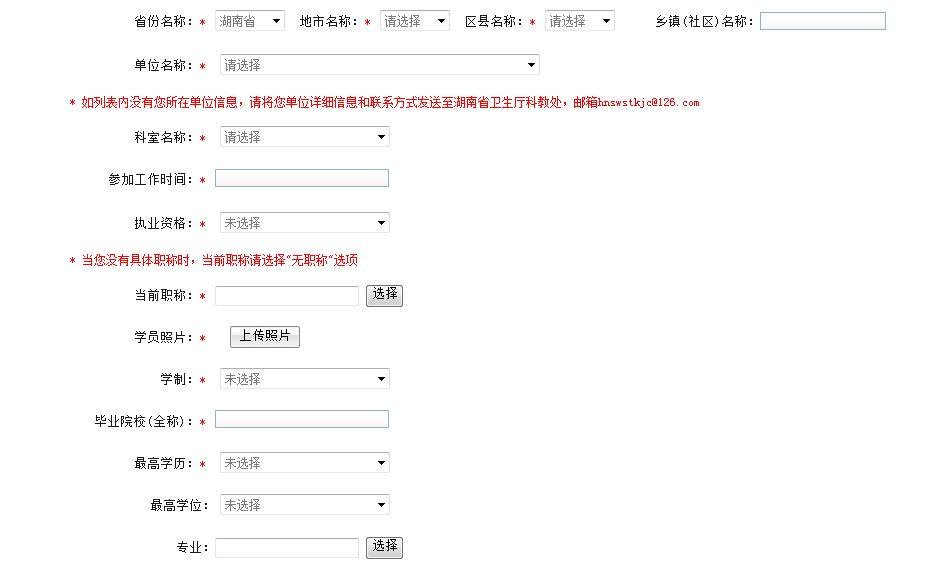 省份名称：* 湖南省 地市名称：* 请选择 区县名称：* 请选择 乡镇(社区)名称：
单位名称：* 请选择
* 如列表内没有您所在单位信息，请将您单位详细信息和联系方式发送至湖南省卫生厅科教处，邮箱hnswstkjc@126.com
科室名称：* 请选择
参加工作时间：*
执业资格：* 未选择
* 当您没有具体职称时，当前职称请选择“无职称”选项
当前职称：* 选择
学员照片：* 上传照片
学制：* 未选择
毕业院校(全称)：*
最高学历：* 未选择
最高学位： 未选择
专业： 选择